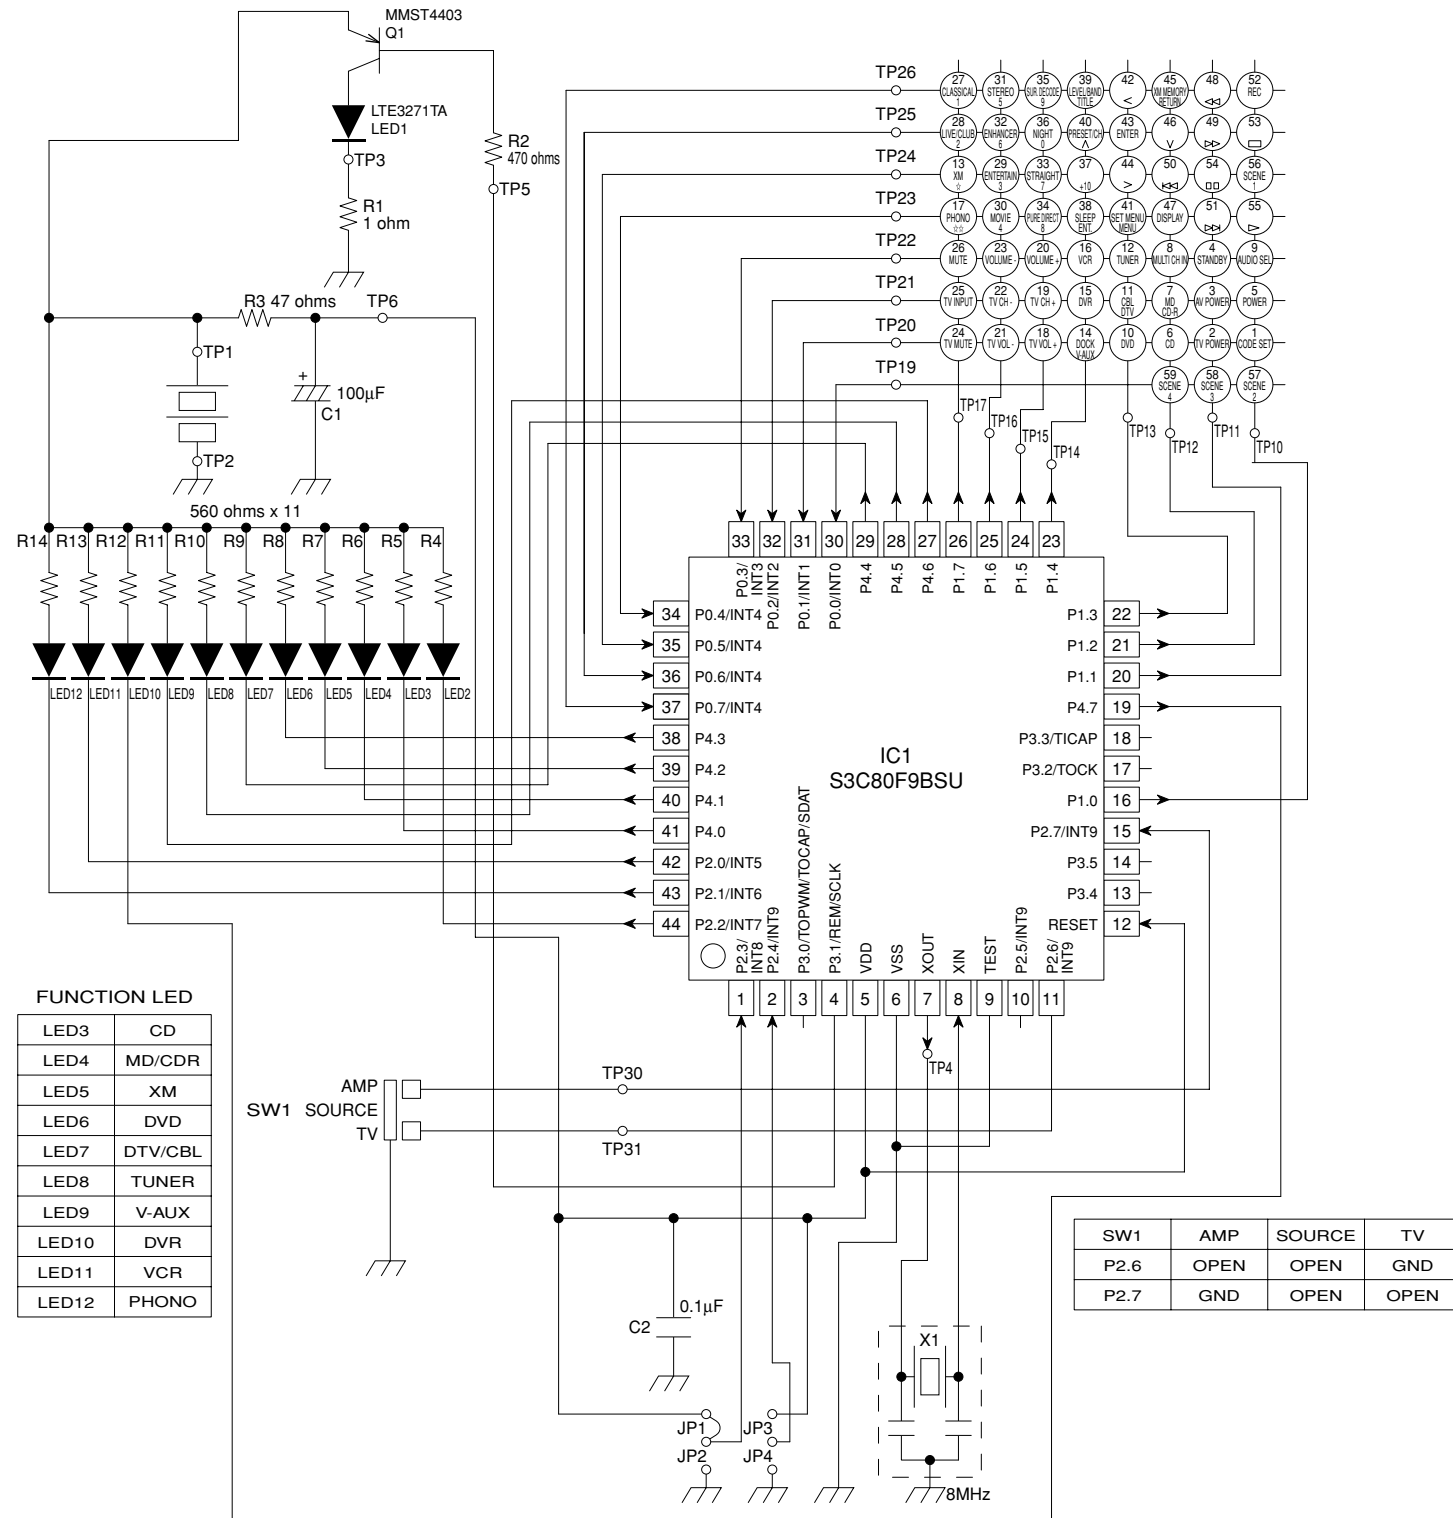 MMST4403
Q1
LTE3271TA
LED1
TP3
R1
1 ohm
R2
470 ohms
TP5
R3 47 ohms
TP6
TP1
100µF
+
C1
TP2
560 ohms x 11
R14
R13
R12
R11
R10
R9
R8
R7
R6
R5
R4
LED12
LED11
LED10
LED9
LED8
LED7
LED6
LED5
LED4
LED3
LED2
TP26
27 CLASSICAL 1
31 STEREO 5
35 SUR. DECODE 9
39 LEVEL/BAND TITLE
42 <
45 XM MEMORY RETURN
48
52 REC
TP25
28 LIVE/CLUB 2
32 ENHANCER 6
36 NIGHT 0
40 PRESET/CH
43 ENTER
46
49
53
TP24
13 XM ☆
29 ENTERTAIN 3
33 STRAIGHT 7
37 +10
44 >
50
54
56 SCENE 1
TP23
17 PHONO ☆☆
30 MOVIE 4
34 PURE DIRECT 8
38 SLEEP ENT.
41 SET MENU MENU
47 DISPLAY
51
55
TP22
26 MUTE
23 VOLUME -
20 VOLUME +
16 VCR
12 TUNER
8 MULTI CH IN
4 STANDBY
9 AUDIO SEL
TP21
25 TV INPUT
22 TV CH -
19 TV CH +
15 DVR
11 CBL DTV
7 MD CD-R
3 AV POWER
5 POWER
TP20
24 TV MUTE
21 TV VOL -
18 TV VOL +
14 DOCK V-AUX
10 DVD
6 CD
2 TV POWER
1 CODE SET
TP19
59 SCENE 4
58 SCENE 3
57 SCENE 2
TP17
TP16
TP15
TP14
TP13
TP12
TP11
TP10
33
32
31
30
29
28
27
26
25
24
23
P0.3/INT3
P0.2/INT2
P0.1/INT1
P0.0/INT0
P4.4
P4.5
P4.6
P1.7
P1.6
P1.5
P1.4
34 P0.4/INT4
35 P0.5/INT4
36 P0.6/INT4
37 P0.7/INT4
38 P4.3
39 P4.2
40 P4.1
41 P4.0
42 P2.0/INT5
43 P2.1/INT6
44 P2.2/INT7
IC1
S3C80F9BSU
P1.3 22
P1.2 21
P1.1 20
P4.7 19
P3.3/TICAP 18
P3.2/TOCK 17
P1.0 16
P2.7/INT9 15
P3.5 14
P3.4 13
RESET 12
P2.3/INT8
P2.4/INT9
P3.0/TOPWM/TOCAP/SDAT
P3.1/REM/SCLK
VDD
VSS
XOUT
XIN
TEST
P2.5/INT9
P2.6/INT9
1
2
3
4
5
6
7
8
9
10
11
TP4
FUNCTION LED
LED3 CD
LED4 MD/CDR
LED5 XM
LED6 DVD
LED7 DTV/CBL
LED8 TUNER
LED9 V-AUX
LED10 DVR
LED11 VCR
LED12 PHONO
SW1
AMP
SOURCE
TV
TP30
TP31
SW1 AMP SOURCE TV
P2.6 OPEN OPEN GND
P2.7 GND OPEN OPEN
0.1µF
C2
JP1
JP2
JP3
JP4
X1
8MHz